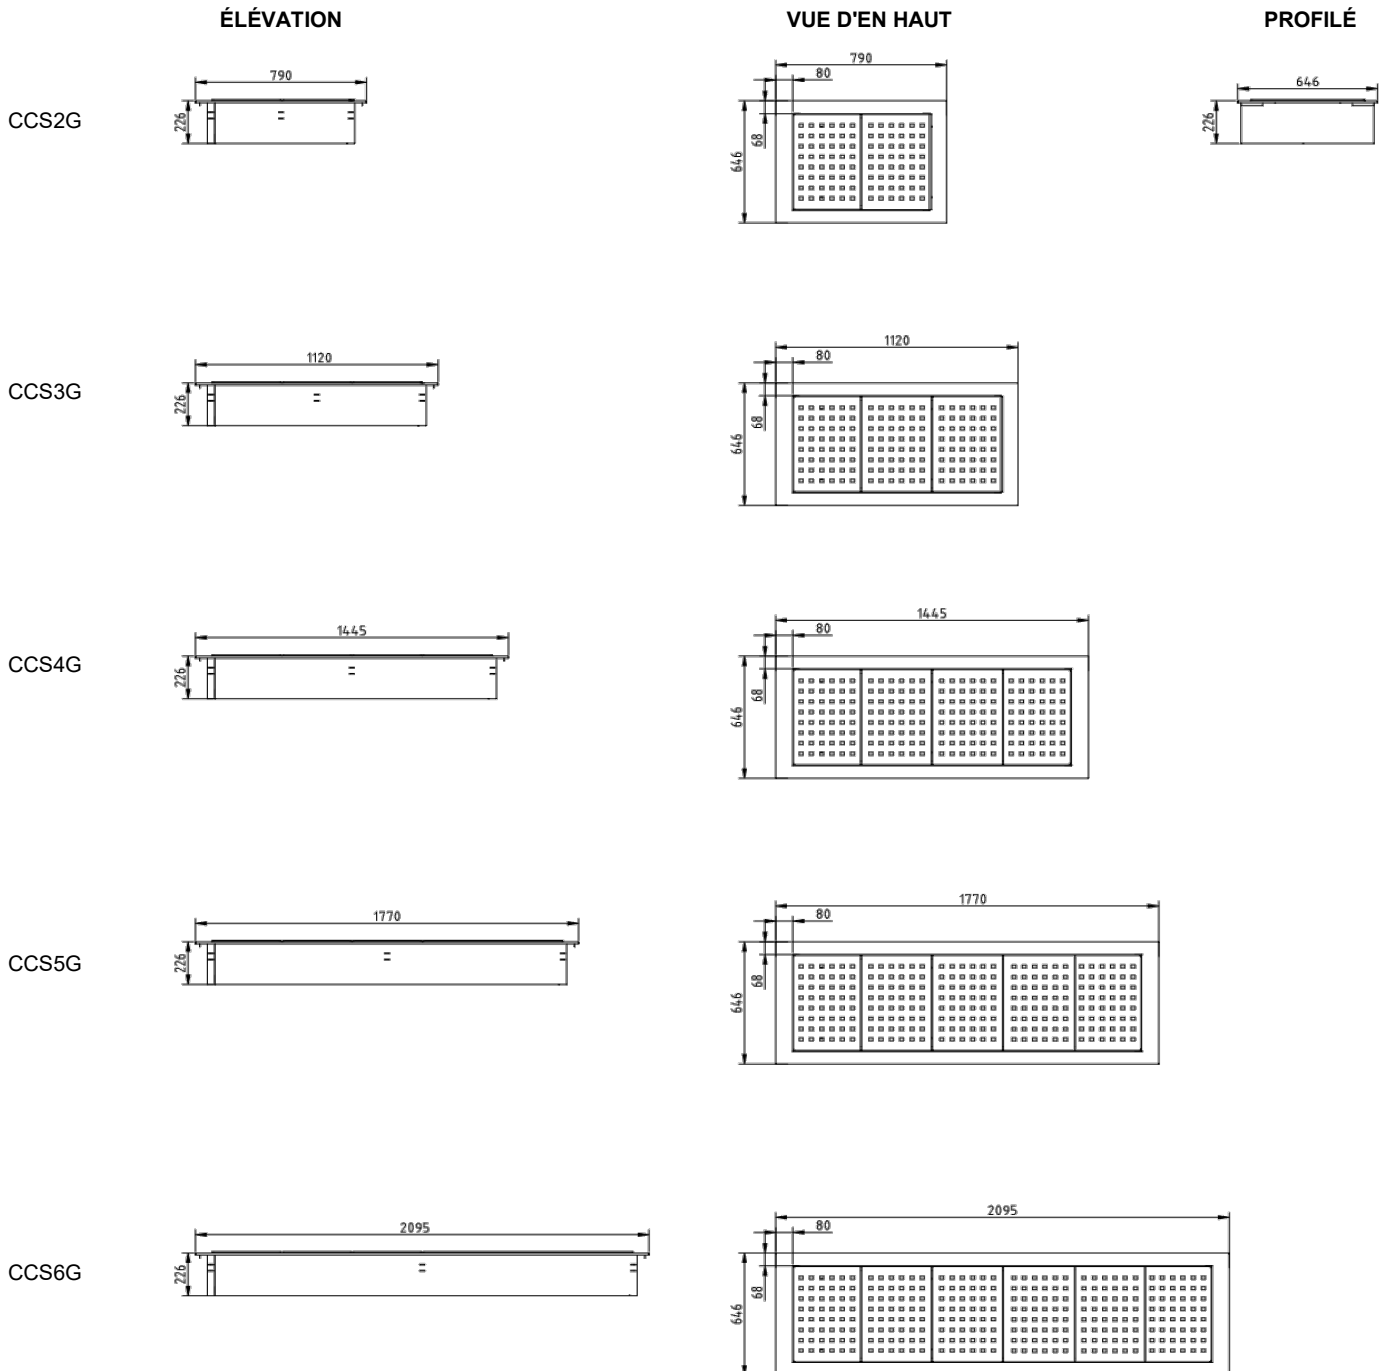 ÉLÉVATION VUE D'EN HAUT PROFILÉ
790 790
80 646
CCS2G 226 68 646 226
1120 1120
80
CCS3G 226 68 646
1445 1445
80
CCS4G 226 68 646
1770 1770
80
CCS5G 226 68 646
2095 2095
80
CCS6G 226 68 646